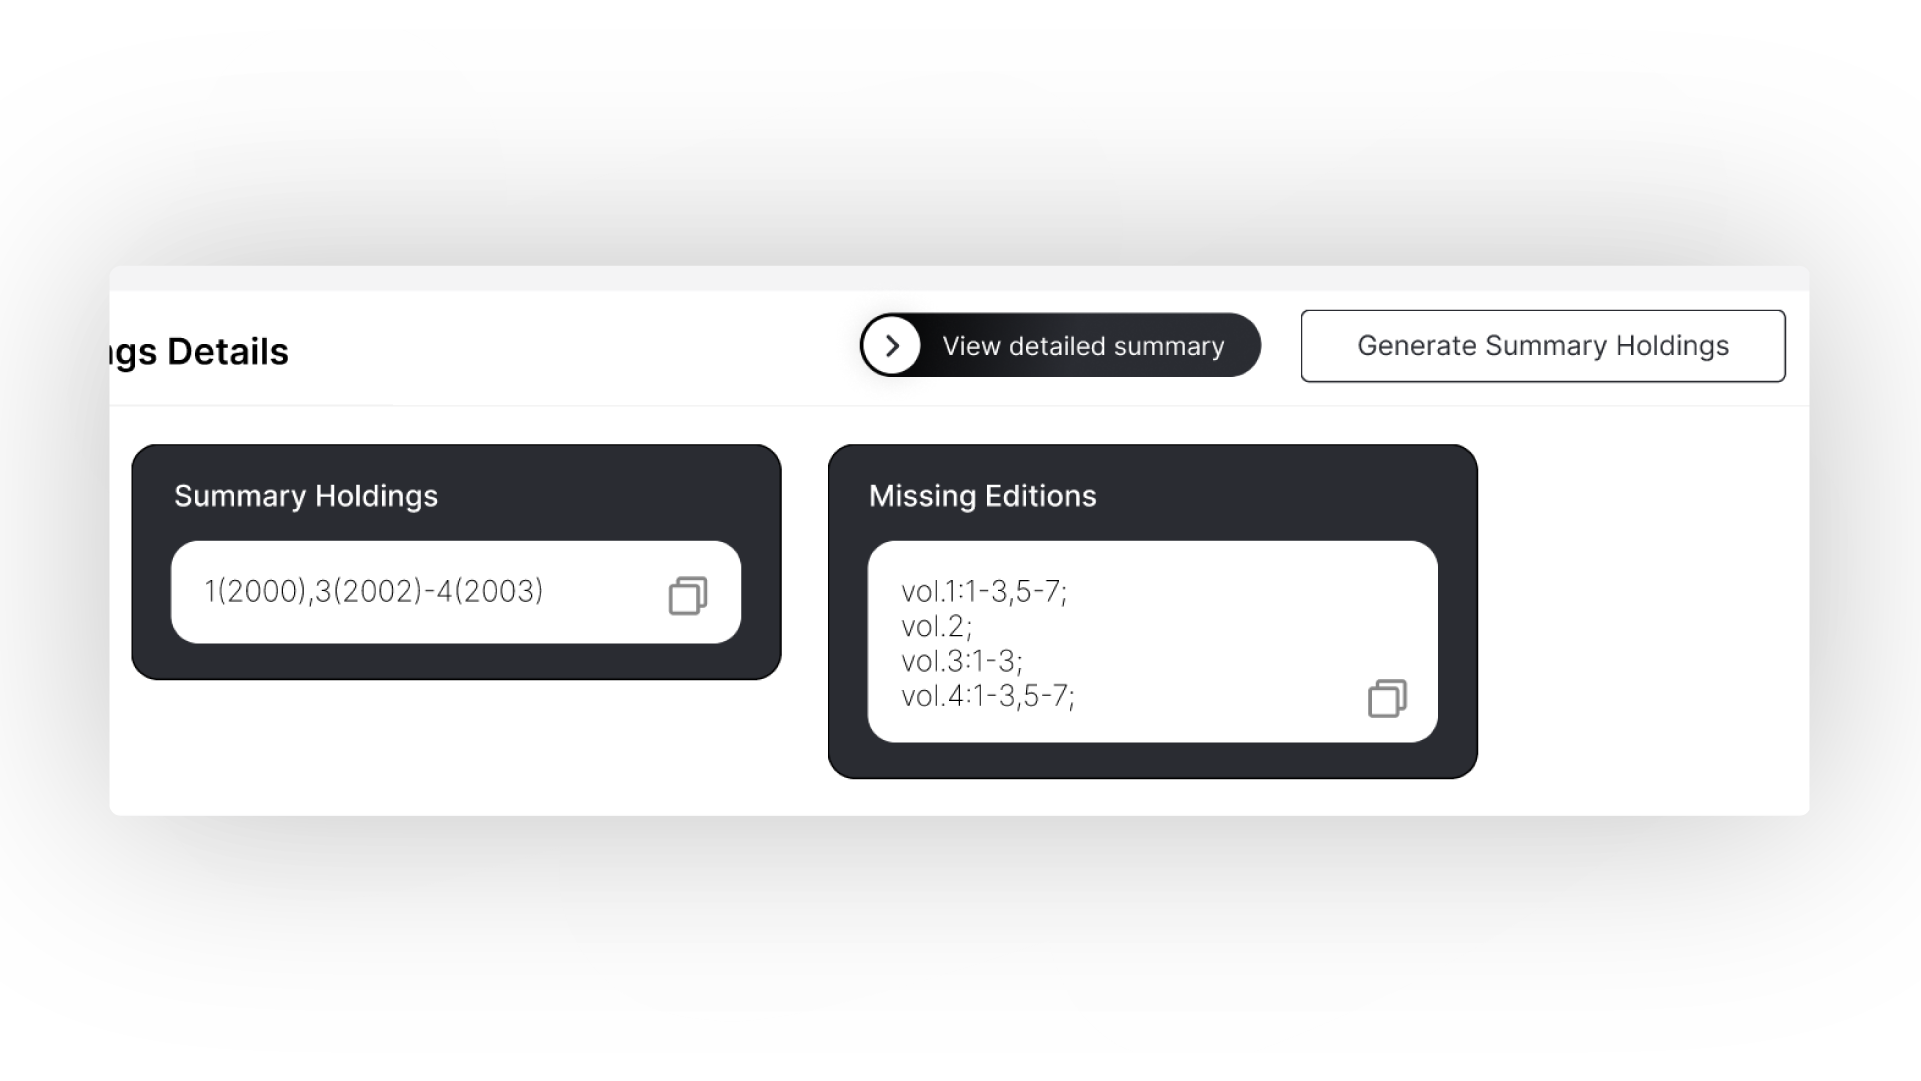 gs Details
View detailed summary
Generate Summary Holdings
Summary Holdings
1(2000),3(2002)-4(2003)
Missing Editions
vol.1:1-3,5-7;
vol.2;
vol.3:1-3;
vol.4:1-3,5-7;